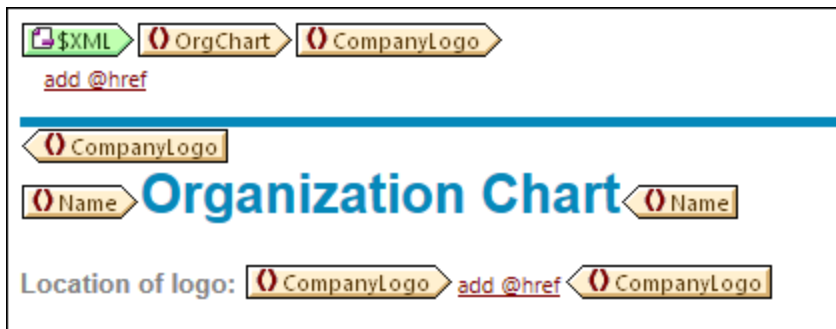 $XML () OrgChart () CompanyLogo
add @href
() CompanyLogo
() Name Organization Chart () Name
Location of logo: () CompanyLogo add @href () CompanyLogo